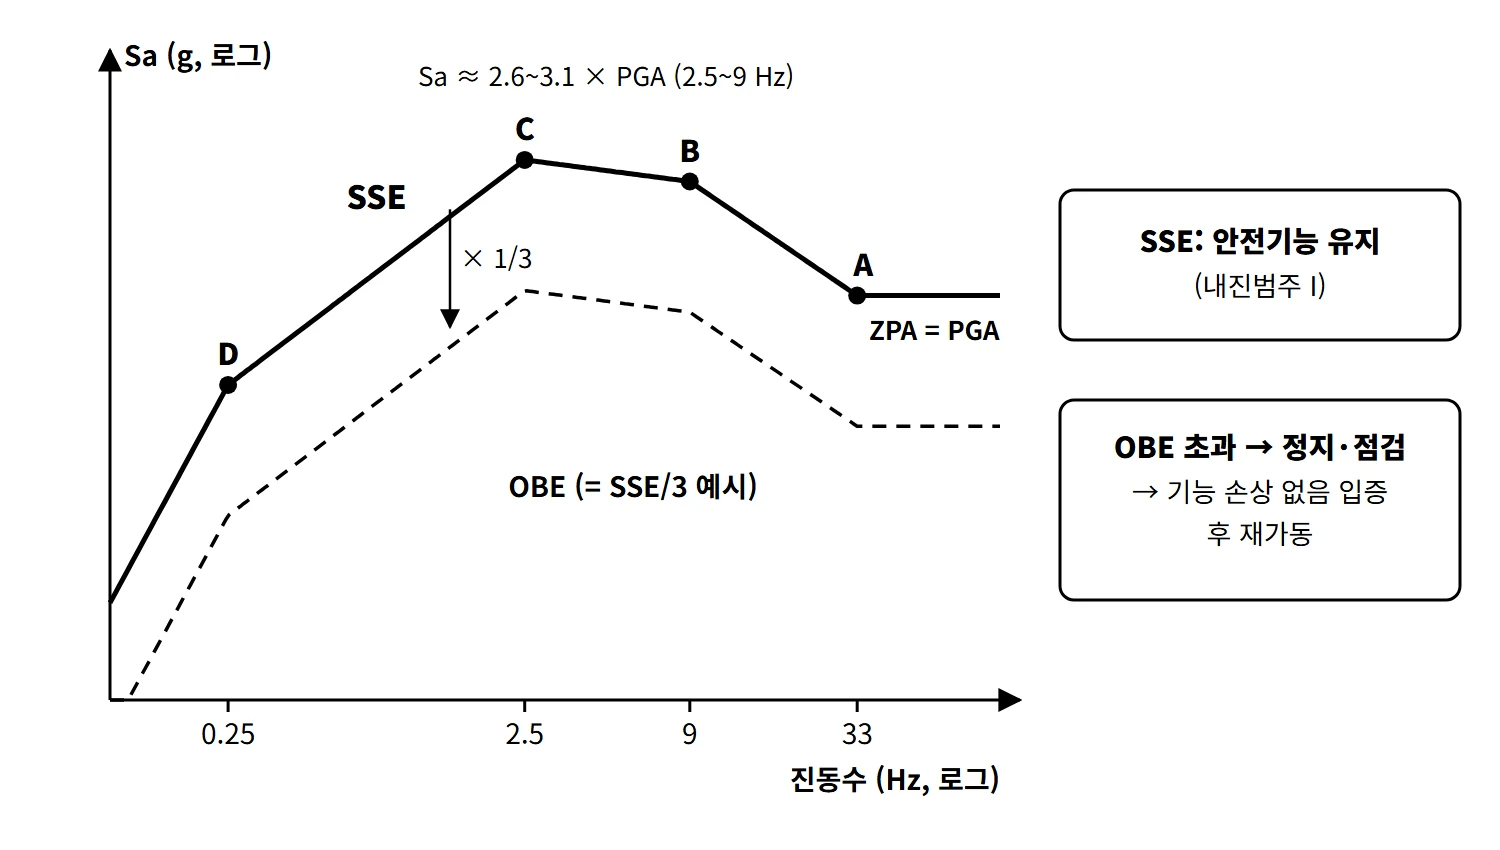 Sa (g, 로그)
Sa ≈ 2.6~3.1 × PGA (2.5~9 Hz)
C
B
SSE
× 1/3
A
D
ZPA = PGA
OBE (= SSE/3 예시)
0.25
2.5
9
33
진동수 (Hz, 로그)
SSE: 안전기능 유지
(내진범주 I)
OBE 초과 → 정지·점검
→ 기능 손상 없음 입증
후 재가동